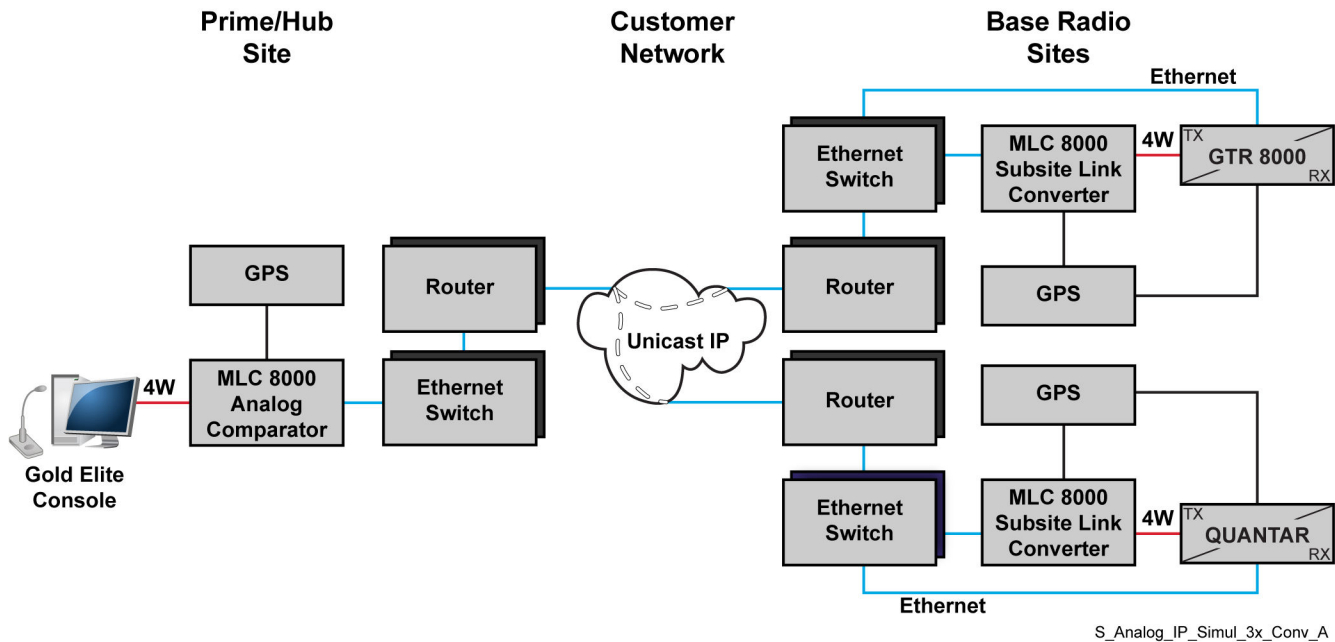 Prime/Hub
Site
Customer
Network
Base Radio
Sites
Ethernet
Ethernet
Switch
MLC 8000
Subsite Link
Converter
4W
TX
GTR 8000
RX
GPS
Router
Unicast IP
Router
GPS
4W
MLC 8000
Analog
Comparator
Ethernet
Switch
Gold Elite
Console
Router
GPS
Ethernet
Switch
MLC 8000
Subsite Link
Converter
4W
TX
QUANTAR
RX
Ethernet
S_Analog_IP_Simul_3x_Conv_A